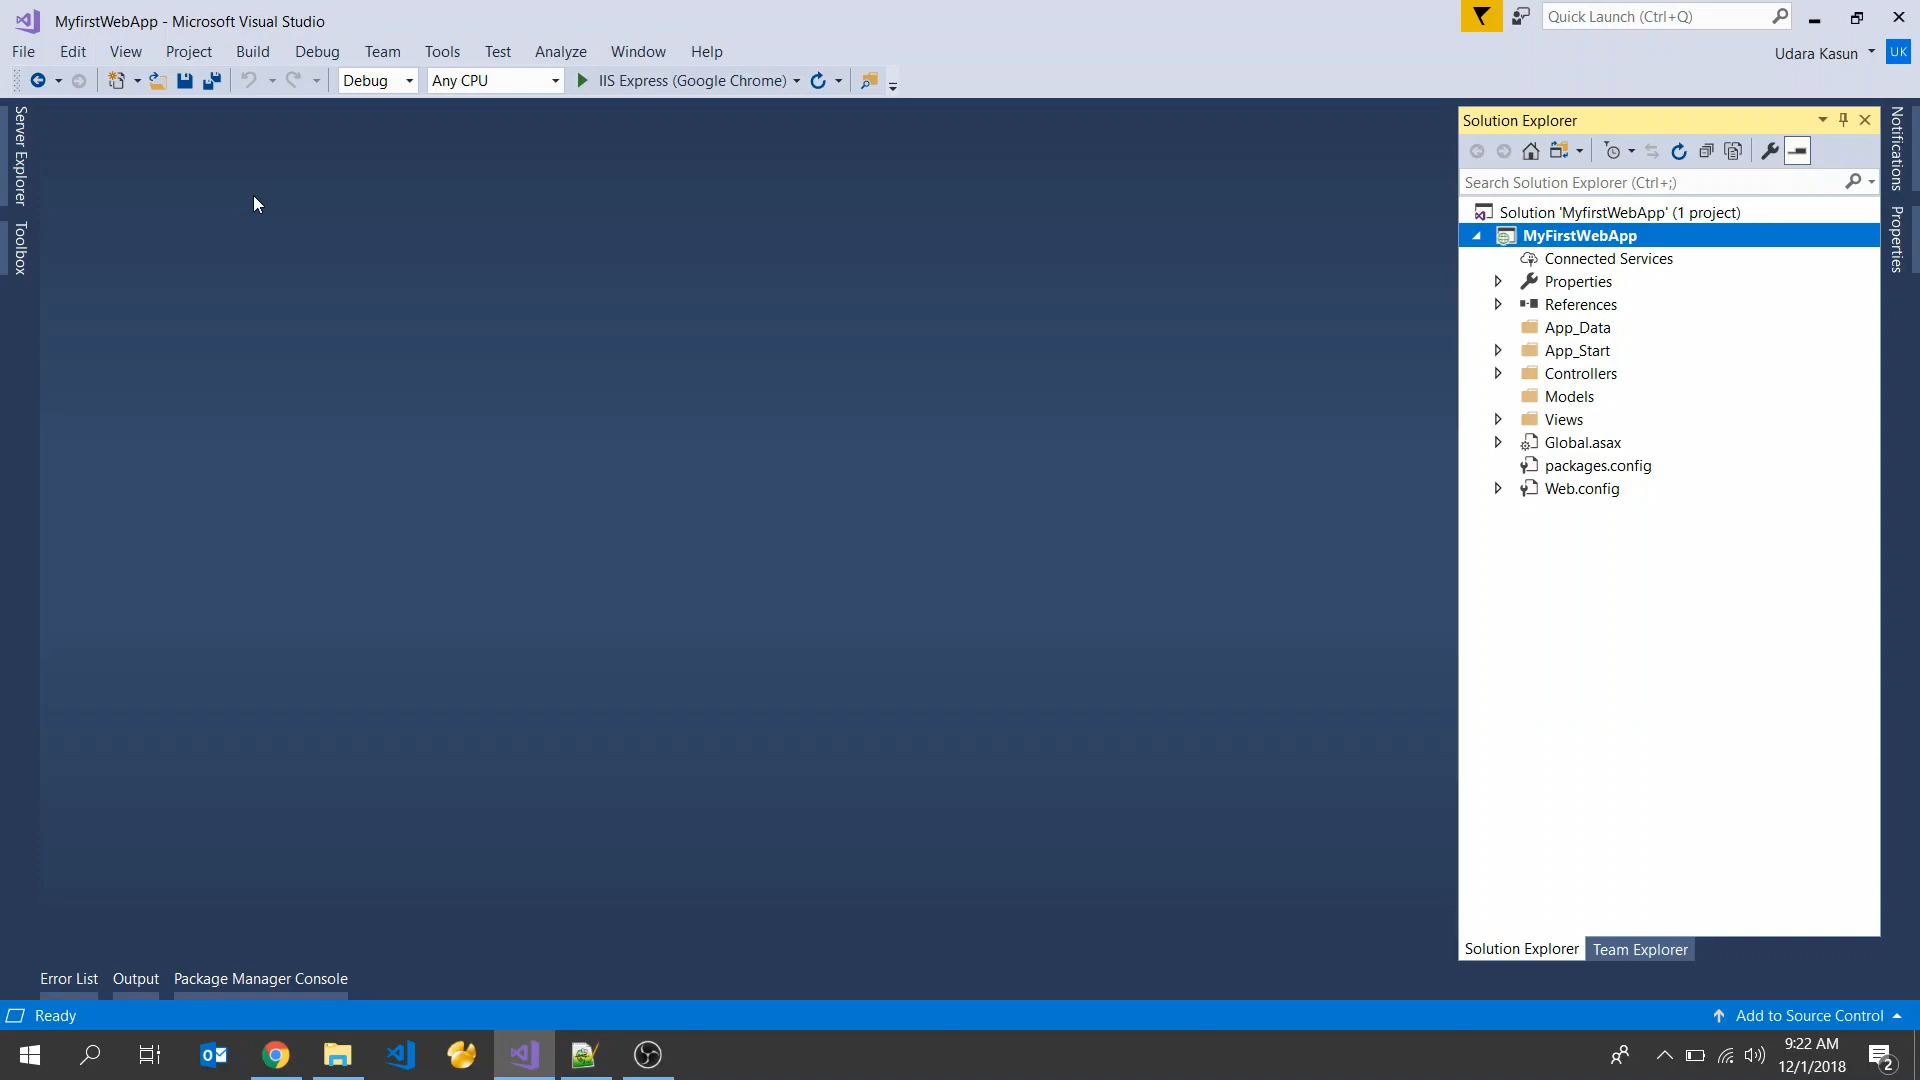 MyfirstWebApp - Microsoft Visual Studio
Quick Launch (Ctrl+Q)
File Edit View Project Build Debug Team Tools Test Analyze Window Help
Udara Kasun
UK
Debug
Any CPU
IIS Express (Google Chrome)
Server Explorer
Toolbox
Solution Explorer
Search Solution Explorer (Ctrl+;)
Solution 'MyfirstWebApp' (1 project)
MyFirstWebApp
Connected Services
Properties
References
App_Data
App_Start
Controllers
Models
Views
Global.asax
packages.config
Web.config
Solution Explorer
Team Explorer
Notifications
Properties
Error List
Output
Package Manager Console
Ready
Add to Source Control
9:22 AM
12/1/2018
2